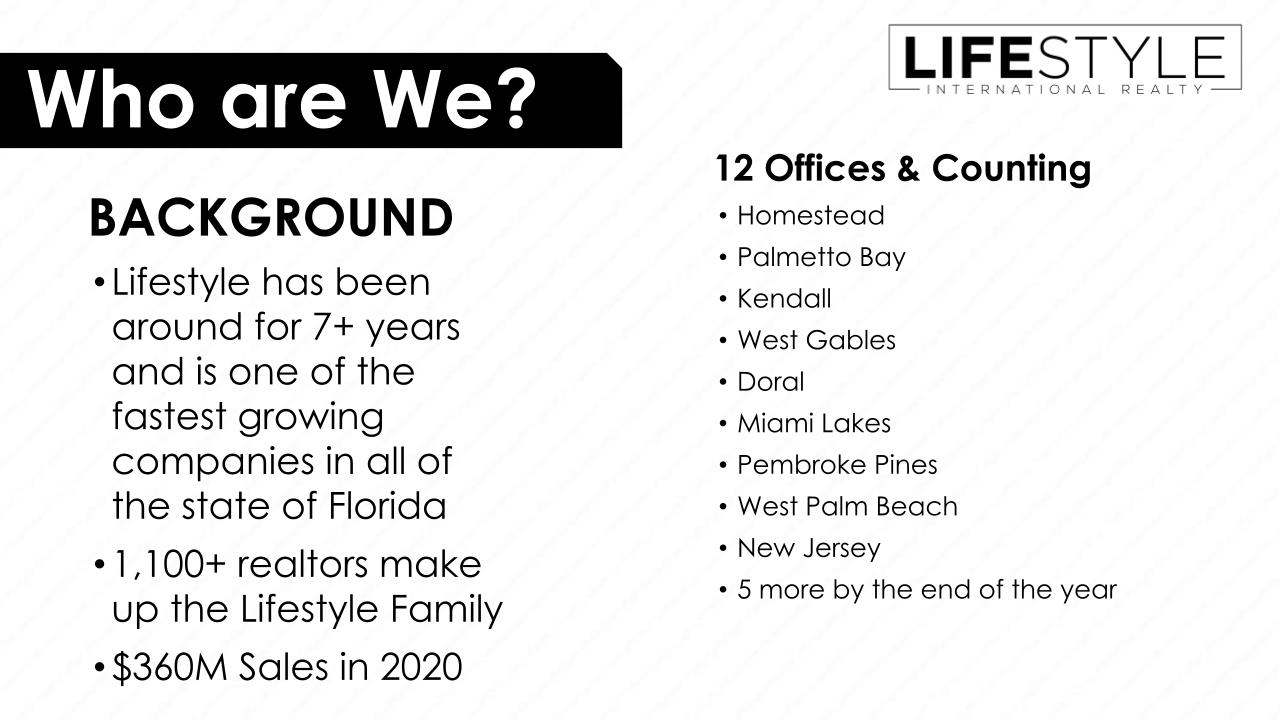 LIFESTYLE
INTERNATIONAL REALTY
Who are We?
BACKGROUND
•Lifestyle has been
around for 7+ years
and is one of the
fastest growing
companies in all of
the state of Florida
•1,100+ realtors make
up the Lifestyle Family
•$360M Sales in 2020
12 Offices & Counting
• Homestead
• Palmetto Bay
• Kendall
• West Gables
• Doral
• Miami Lakes
• Pembroke Pines
• West Palm Beach
• New Jersey
• 5 more by the end of the year